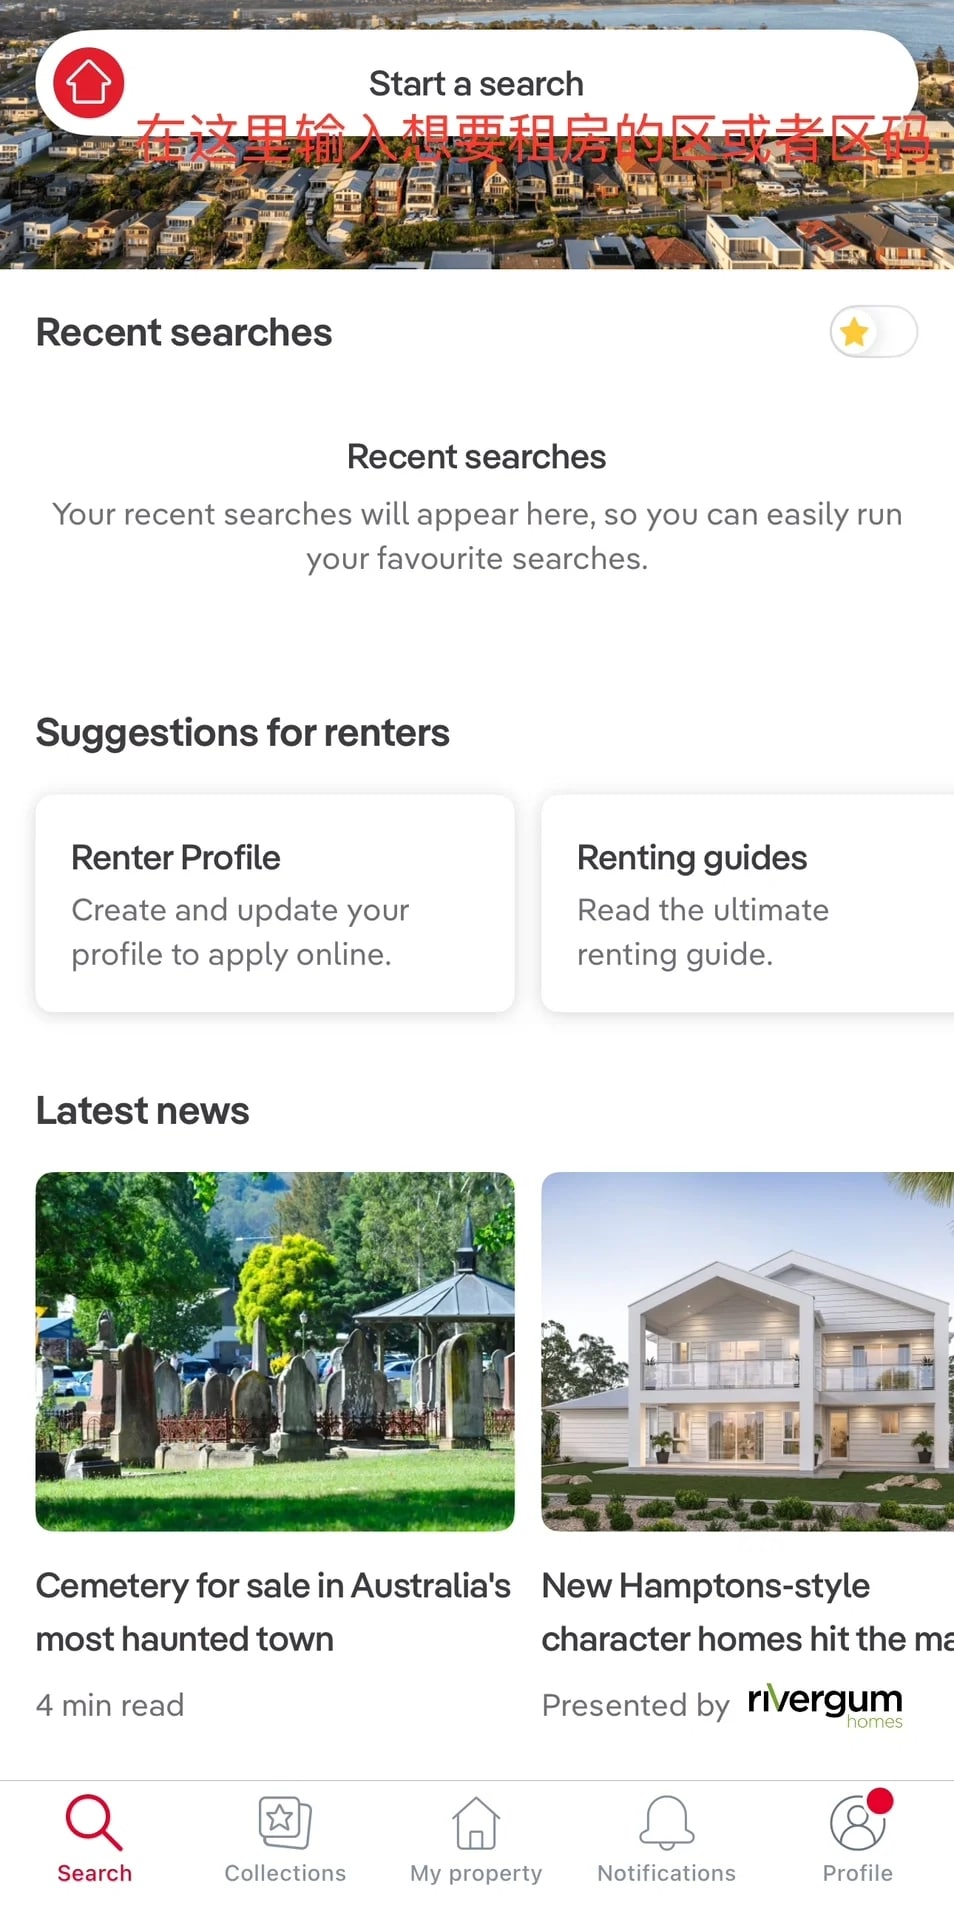 Start a search
在这里输入想要租房的区或者区码
Recent searches
Recent searches
Your recent searches will appear here, so you can easily run
your favourite searches.
Suggestions for renters
Renter Profile
Create and update your
profile to apply online.
Renting guides
Read the ultimate
renting guide.
Latest news
Cemetery for sale in Australia's
most haunted town
4 min read
New Hamptons-style
character homes hit the ma
Presented by rivergum
homes
Search
Collections
My property
Notifications
Profile